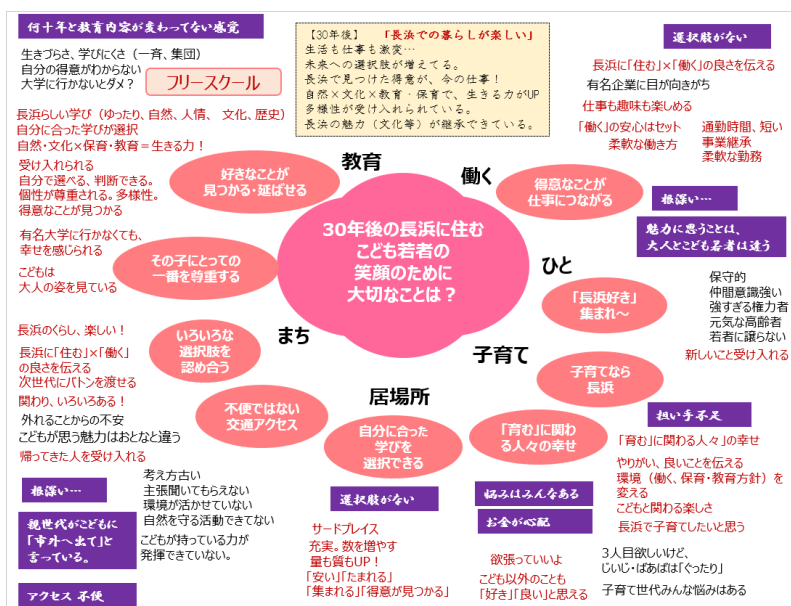 何十年と教育内容が変わってない感覚
生きづらさ、学びにくさ（一斉、集団）
自分の得意がわからない
大学に行かないとダメ？
フリースクール
長浜らしい学び（ゆったり、自然、人情、文化、歴史）
自分に合った学びが選択
自然・文化×保育・教育＝生きる力！
受け入れられる
自分で選べる、判断できる。
個性が尊重される。多様性。
得意なことが見つかる
有名大学に行かなくても、
幸せを感じられる
こどもは
大人の姿を見ている
【30年後】 「長浜での暮らしが楽しい」
生活も仕事も激変…
未来への選択肢が増えてる。
長浜で見つけた得意が、今の仕事！
自然×文化×教育・保育で、生きる力がUP
多様性が受け入れられている。
長浜の魅力（文化等）が継承できている。
選択肢がない
長浜に「住む」×「働く」の良さを伝える
有名企業に目が向きがち
仕事も趣味も楽しめる
「働く」の安心はセット
柔軟な働き方
通勤時間、短い
事業継承
柔軟な勤務
教育
働く
ひと
子育て
居場所
まち
30年後の長浜に住む
こども若者の
笑顔のために
大切なことは？
好きなことが
見つかる・延ばせる
得意なことが
仕事につながる
その子にとっての
一番を尊重する
「長浜好き」
集まれ～
いろいろな
選択肢を
認め合う
子育てなら
長浜
不便ではない
交通アクセス
自分に合った
学びを
選択できる
「育む」に関わ
る人々の幸せ
根深い…
魅力に思うことは、
大人とこども若者は違う
保守的
仲間意識強い
強すぎる権力者
元気な高齢者
若者に譲らない
新しいこと受け入れる
長浜のくらし、楽しい！
長浜に「住む」×「働く」
の良さを伝える
次世代にバトンを渡せる
関わり、いろいろある！
外れることからの不安
こどもが思う魅力はおとなと違う
帰ってきた人を受け入れる
根深い…
親世代がこどもに
「市外へ出て」と
言っている。
アクセス 不便
考え方古い
主張聞いてもらえない
環境が活かせていない
自然を守る活動できてない
こどもが持っている力が
発揮できていない。
選択肢がない
サードプレイス
充実。数を増やす
量も質もUP！
「安い」「たまれる」
「集まれる」「得意が見つかる」
悩みはみんなある
お金が心配
欲張っていいよ
こども以外のことも
「好き」「良い」と思える
担い手不足
「育む」に関わる人々」の幸せ
やりがい、良いことを伝える
環境（働く、保育・教育方針）を
変える
こどもと関わる楽しさ
長浜で子育てしたいと思う
３人目欲しいけど、
じいじ・ばあばは「ぐったり」
子育て世代みんな悩みはある